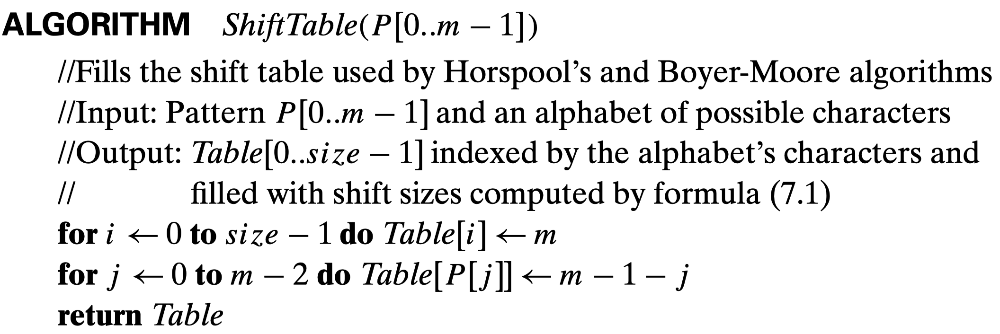 ALGORITHM ShiftTable(P[0..m − 1])
//Fills the shift table used by Horspool’s and Boyer-Moore algorithms
//Input: Pattern P[0..m − 1] and an alphabet of possible characters
//Output: Table[0..size − 1] indexed by the alphabet’s characters and
// filled with shift sizes computed by formula (7.1)
for i ← 0 to size − 1 do Table[i] ← m
for j ← 0 to m − 2 do Table[P[j]] ← m − 1 − j
return Table